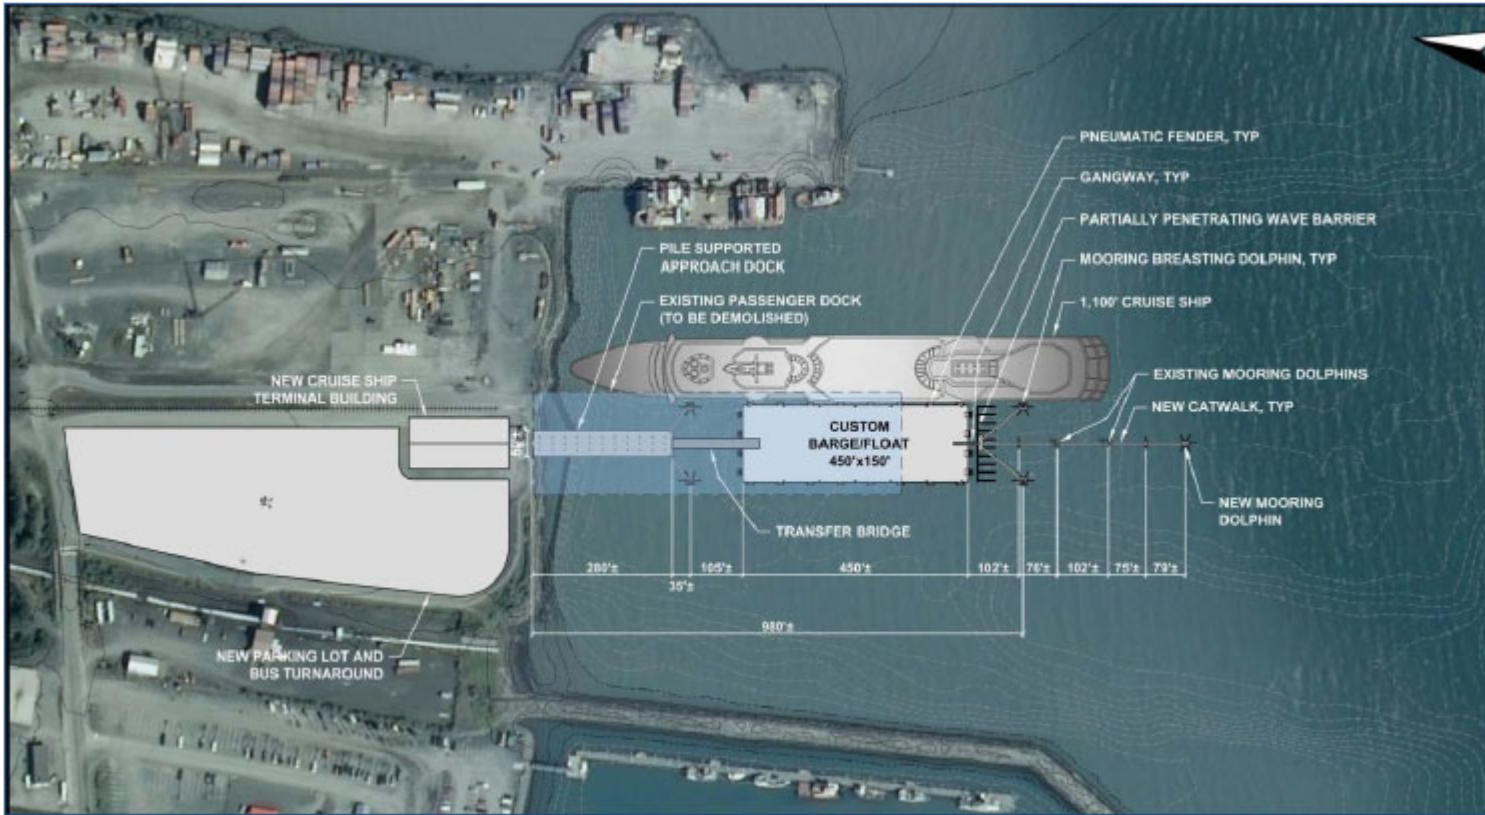 PNEUMATIC FENDER, TYP
GANGWAY, TYP
PARTIALLY PENETRATING WAVE BARRIER
MOORING BREASTING DOLPHIN, TYP
1,100' CRUISE SHIP
PILE SUPPORTED
APPROACH DOCK
EXISTING PASSENGER DOCK
(TO BE DEMOLISHED)
EXISTING MOORING DOLPHINS
NEW CATWALK, TYP
NEW CRUISE SHIP
TERMINAL BUILDING
CUSTOM
BARGE/FLOAT
450'x150'
NEW MOORING
DOLPHIN
TRANSFER BRIDGE
280'±
35'±
105'±
450'±
102'±
76'±
102'±
75'±
79'±
980'±
NEW PARKING LOT AND
BUS TURNAROUND